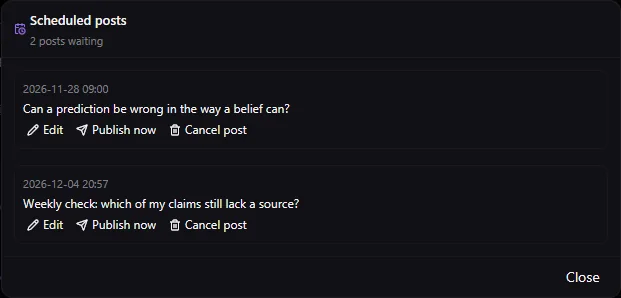 Scheduled posts
2 posts waiting
2026-11-28 09:00
Can a prediction be wrong in the way a belief can?
Edit Publish now Cancel post
2026-12-04 20:57
Weekly check: which of my claims still lack a source?
Edit Publish now Cancel post
Close